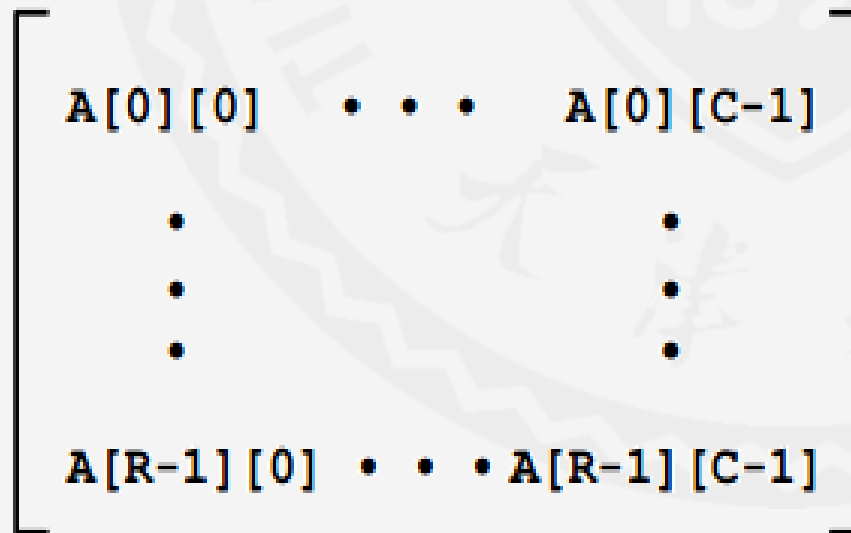 A[0][0] • • • A[0][C-1]
•	•
•	•
•	•
A[R-1][0] • • • A[R-1][C-1]